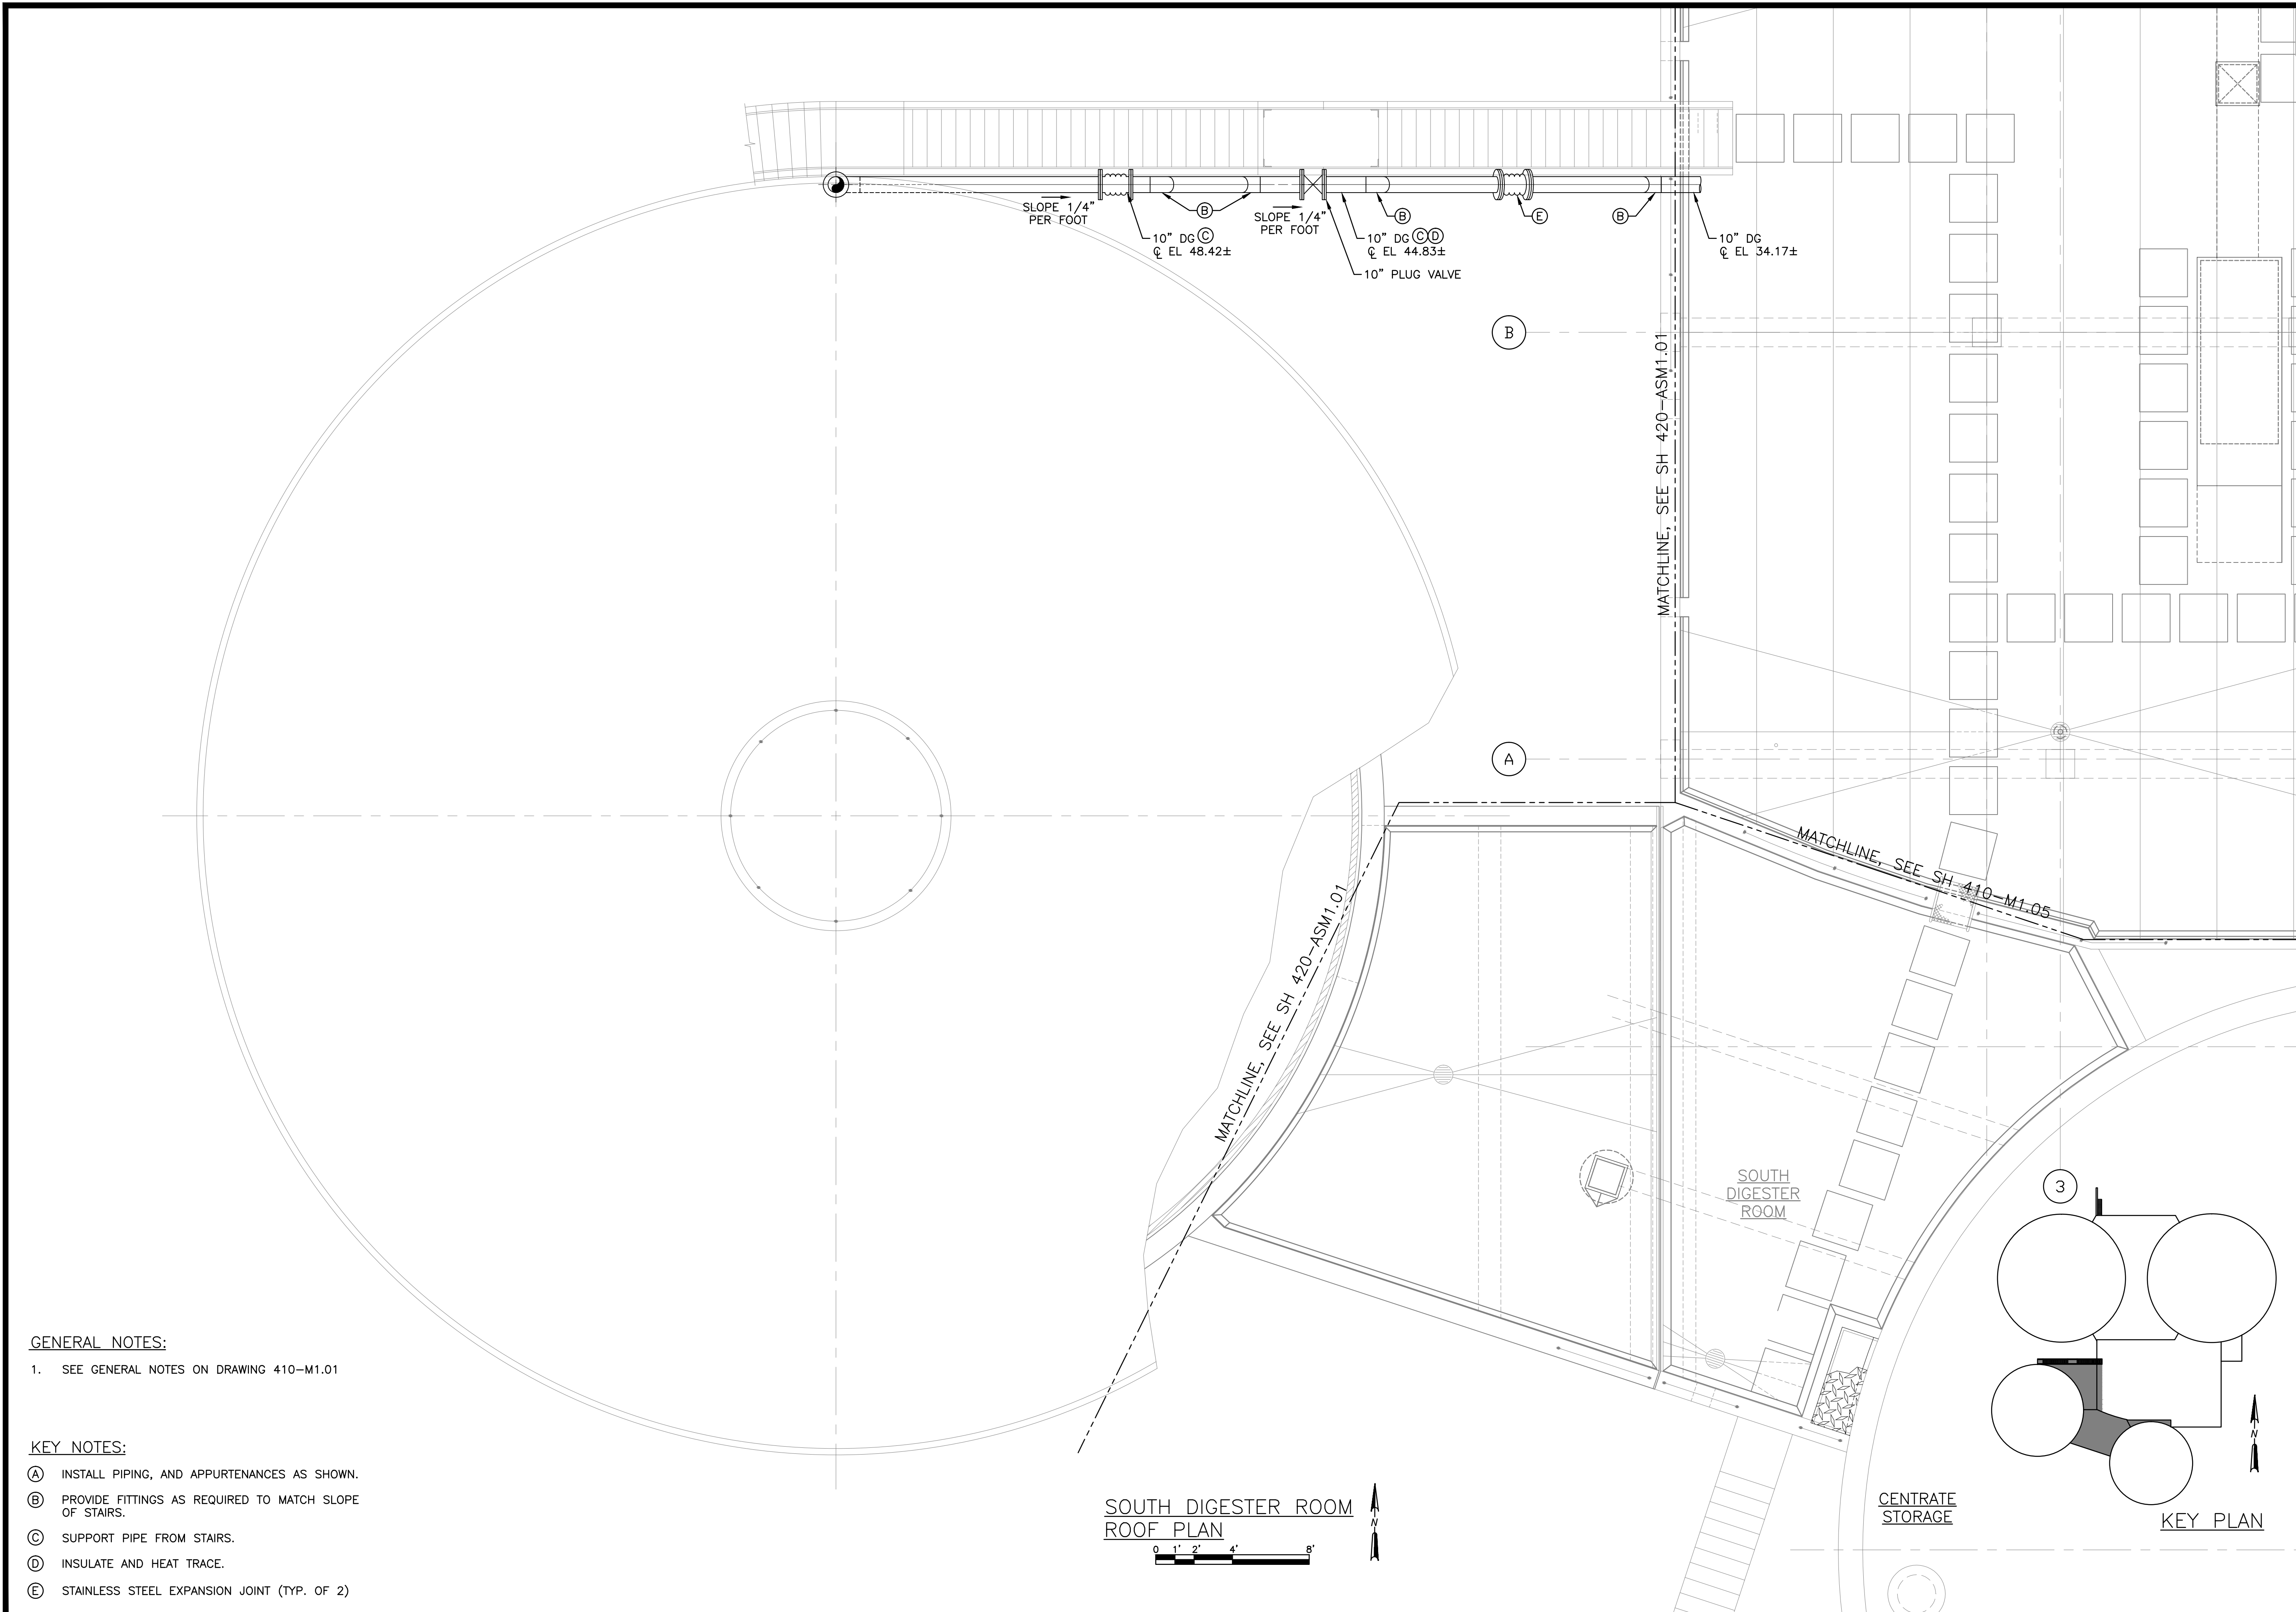 SLOPE 1/4"
PER FOOT
B
SLOPE 1/4"
PER FOOT
B
E
B
10" DG C
℄ EL 48.42±
10" DG C D
℄ EL 44.83±
10" PLUG VALVE
10" DG
℄ EL 34.17±
B
MATCHLINE, SEE SH 420-ASM1.01
A
MATCHLINE, SEE SH 410-M1.05
MATCHLINE, SEE SH 420-ASM1.01
SOUTH
DIGESTER
ROOM
3
GENERAL NOTES:
1. SEE GENERAL NOTES ON DRAWING 410-M1.01
KEY NOTES:
A INSTALL PIPING, AND APPURTENANCES AS SHOWN.
B PROVIDE FITTINGS AS REQUIRED TO MATCH SLOPE
OF STAIRS.
C SUPPORT PIPE FROM STAIRS.
D INSULATE AND HEAT TRACE.
E STAINLESS STEEL EXPANSION JOINT (TYP. OF 2)
SOUTH DIGESTER ROOM
ROOF PLAN
N
0 1' 2' 4' 8'
CENTRATE
STORAGE
N
KEY PLAN